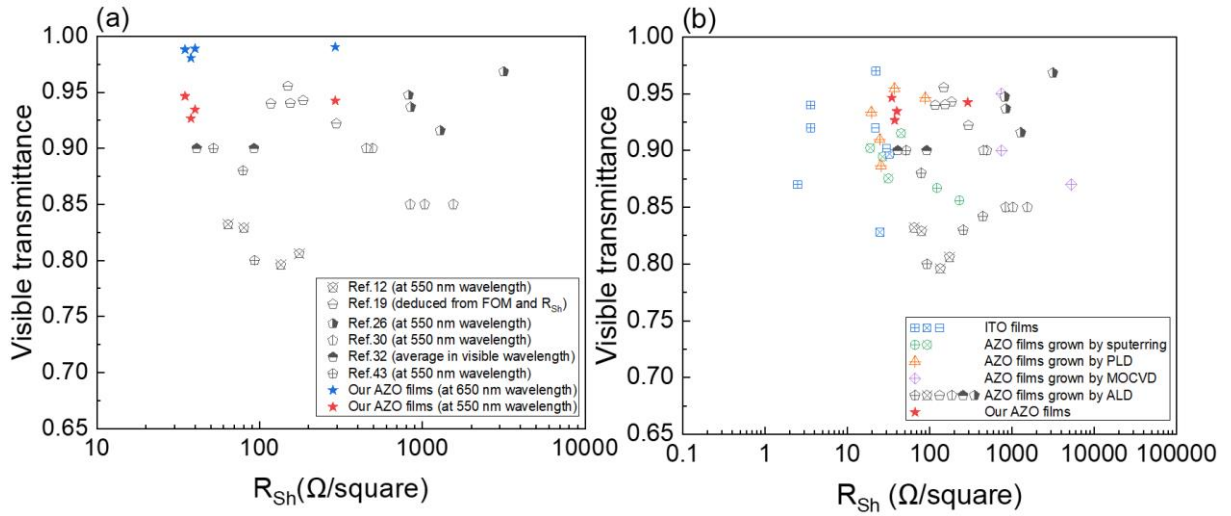 (a)
1.00
0.95
0.90
0.85
0.80
0.75
0.70
0.65
Visible transmittance
10
100
1000
10000
R_Sh(Ω/square)
Ref.12 (at 550 nm wavelength)
Ref.19 (deduced from FOM and R_Sh)
Ref.26 (at 550 nm wavelength)
Ref.30 (at 550 nm wavelength)
Ref.32 (average in visible wavelength)
Ref.43 (at 550 nm wavelength)
Our AZO films (at 650 nm wavelength)
Our AZO films (at 550 nm wavelength)
(b)
1.00
0.95
0.90
0.85
0.80
0.75
0.70
0.65
Visible transmittance
0.1
1
10
100
1000
10000
100000
R_Sh (Ω/square)
ITO films
AZO films grown by sputerring
AZO films grown by PLD
AZO films grown by MOCVD
AZO films grown by ALD
Our AZO films